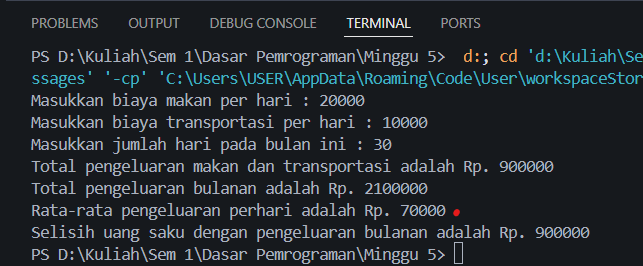 PROBLEMS OUTPUT DEBUG CONSOLE TERMINAL PORTS
PS D:\Kuliah\Sem 1\Dasar Pemrograman\Minggu 5> d:; cd 'd:\Kuliah\Se
ssages' '-cp' 'C:\Users\USER\AppData\Roaming\Code\User\workspaceStor
Masukkan biaya makan per hari : 20000
Masukkan biaya transportasi per hari : 10000
Masukkan jumlah hari pada bulan ini : 30
Total pengeluaran makan dan transportasi adalah Rp. 900000
Total pengeluaran bulanan adalah Rp. 2100000
Rata-rata pengeluaran perhari adalah Rp. 70000
Selisih uang saku dengan pengeluaran bulanan adalah Rp. 900000
PS D:\Kuliah\Sem 1\Dasar Pemrograman\Minggu 5>